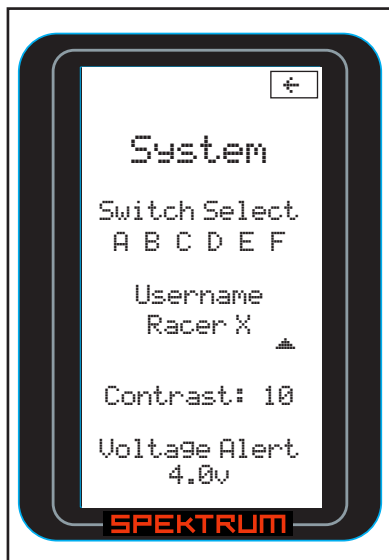 System
Switch Select
A B C D E F
Username
Racer X
Contrast: 10
Voltage Alert
4.0v
SPEKTRUM